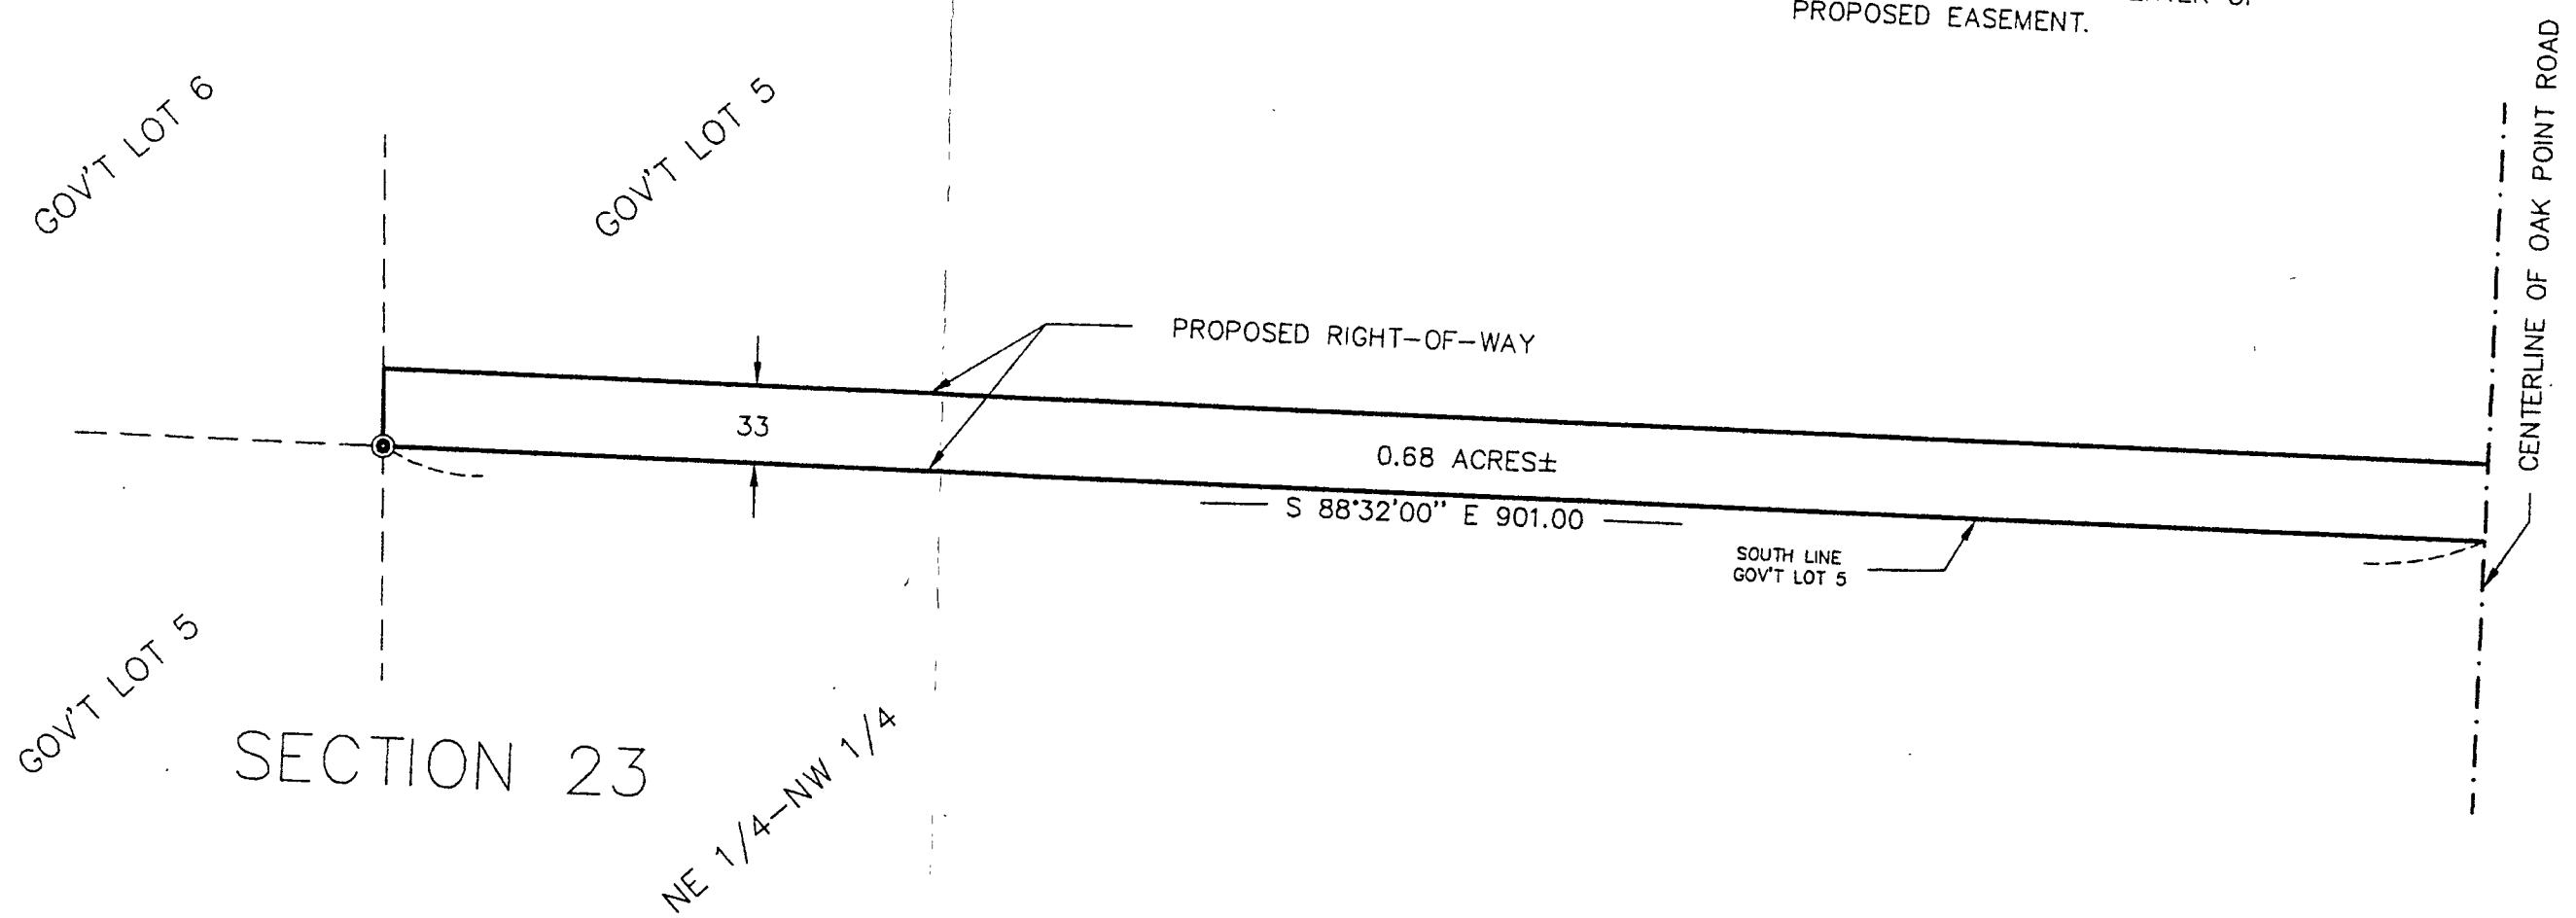 PROPOSED EASEMENT.
CENTERLINE OF OAK POINT ROAD
GOV'T LOT 6
GOV'T LOT 5
PROPOSED RIGHT-OF-WAY
33
0.68 ACRES±
S 88°32'00" E 901.00
SOUTH LINE
GOV'T LOT 5
GOV'T LOT 5
SECTION 23
NE 1/4-NW 1/4